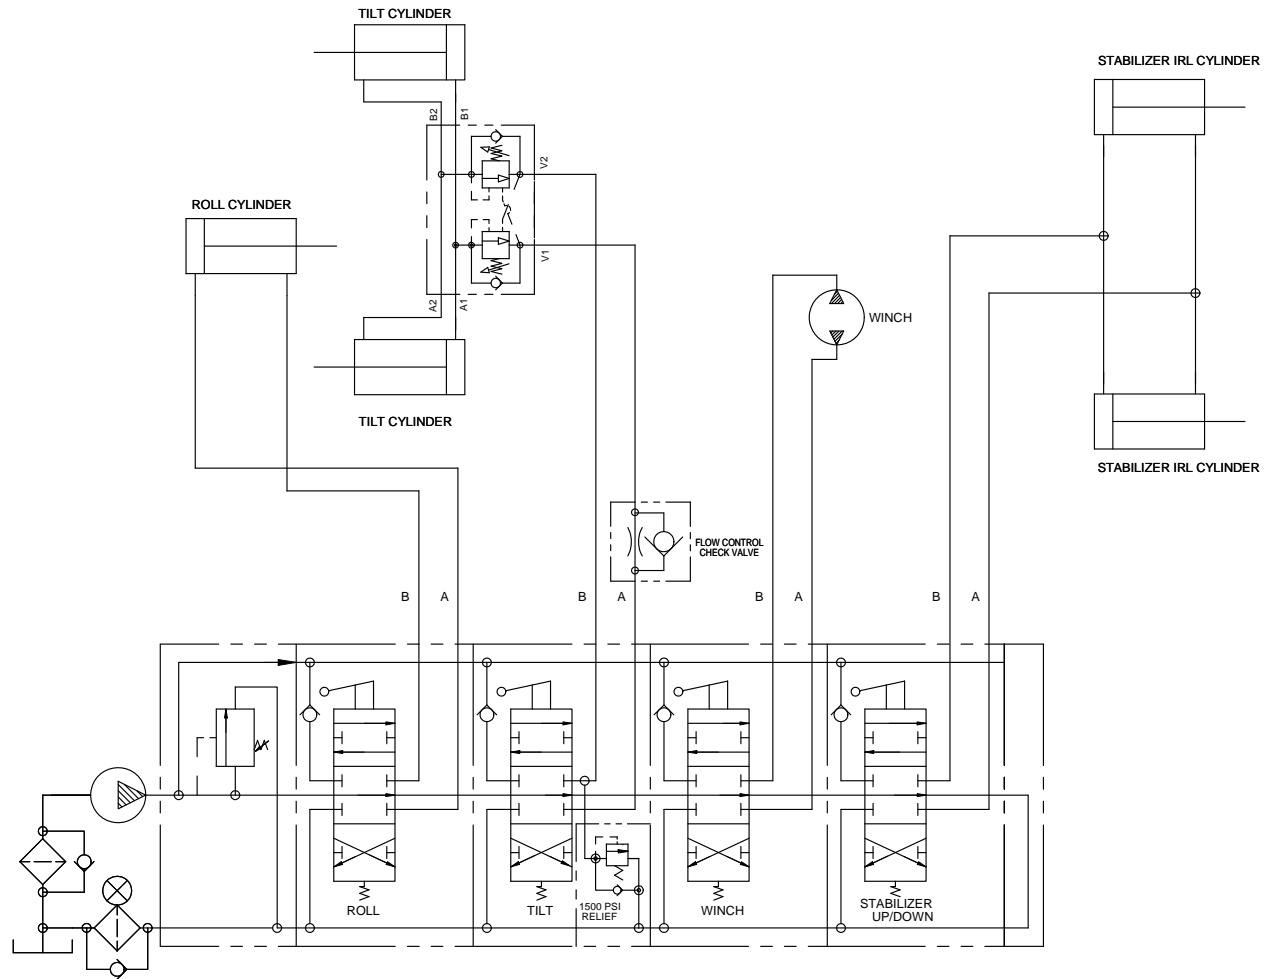 TILT CYLINDER
STABILIZER IRL CYLINDER
B2
B1
V2
ROLL CYLINDER
V1
A2
A1
WINCH
TILT CYLINDER
STABILIZER IRL CYLINDER
FLOW CONTROL
CHECK VALVE
B
A
B
A
B
A
B
A
ROLL
TILT
1500 PSI
RELIEF
WINCH
STABILIZER
UP/DOWN